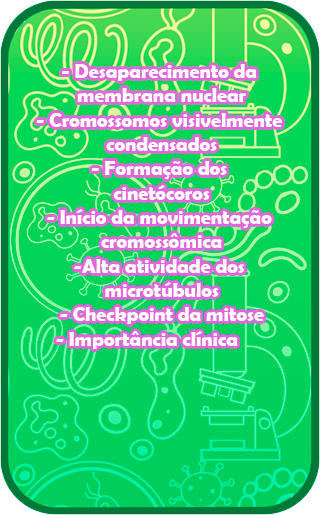 - Desaparecimento da
membrana nuclear
- Cromossomos visivelmente
condensados
- Formação dos
cinetócoros
- Início da movimentação
cromossômica
-Alta atividade dos
microtúbulos
- Checkpoint da mitose
- Importância clínica